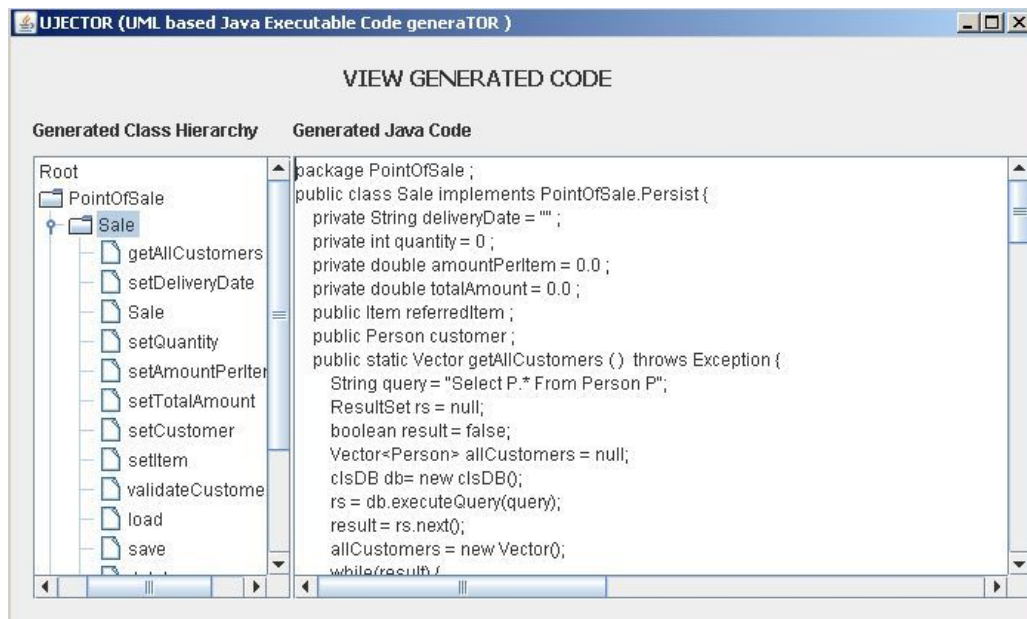 UJECTOR (UML based Java Executable Code generaTOR )
VIEW GENERATED CODE
Generated Class Hierarchy
Root
PointOfSale
Sale
getAllCustomers
setDeliveryDate
Sale
setQuantity
setAmountPerIter
setTotalAmount
setCustomer
setItem
validateCustome
load
save
Generated Java Code
package PointOfSale ;
public class Sale implements PointOfSale.Persist {
private String deliveryDate = "" ;
private int quantity = 0 ;
private double amountPerItem = 0.0 ;
private double totalAmount = 0.0 ;
public Item referredItem ;
public Person customer ;
public static Vector getAllCustomers ( )  throws Exception {
String query = "Select P.* From Person P";
ResultSet rs = null;
boolean result = false;
Vector<Person> allCustomers = null;
clsDB db= new clsDB();
rs = db.executeQuery(query);
result = rs.next();
allCustomers = new Vector();
while(result) {